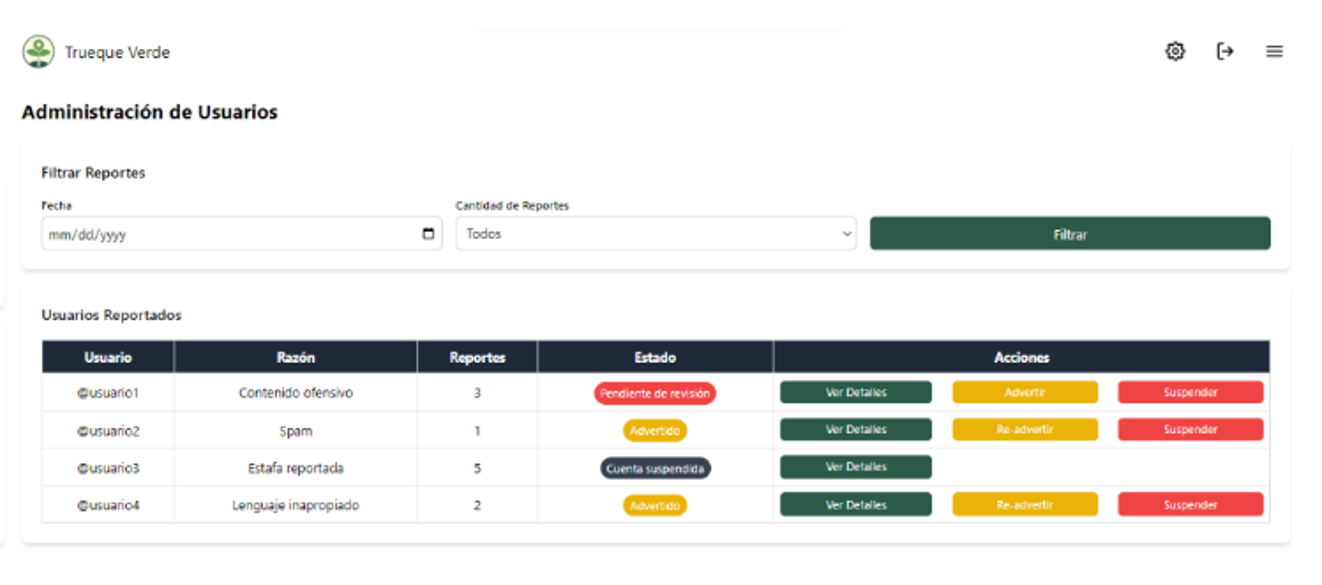 Trueque Verde
Administración de Usuarios
Filtrar Reportes
Fecha Cantidad de Reportes
mm/dd/yyyy Todos Filtrar
Usuarios Reportados
Usuario Razón Reportes Estado Acciones
@usuario1 Contenido ofensivo 3 Pendiente de revisión Ver Detalles Advertir Suspender
@usuario2 Spam 1 Advertido Ver Detalles Re-advertir Suspender
@usuario3 Estafa reportada 5 Cuenta suspendida Ver Detalles
@usuario4 Lenguaje inapropiado 2 Advertido Ver Detalles Re-advertir Suspender